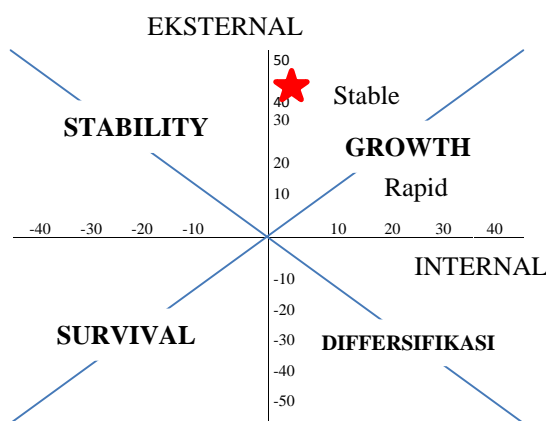 EKSTERNAL
50
40
Stable
30
STABILITY
GROWTH
20
Rapid
10
-40 -30 -20 -10 10 20 30 40
INTERNAL
-10
-20
SURVIVAL
-30
DIFFERSIFIKASI
-40
-50